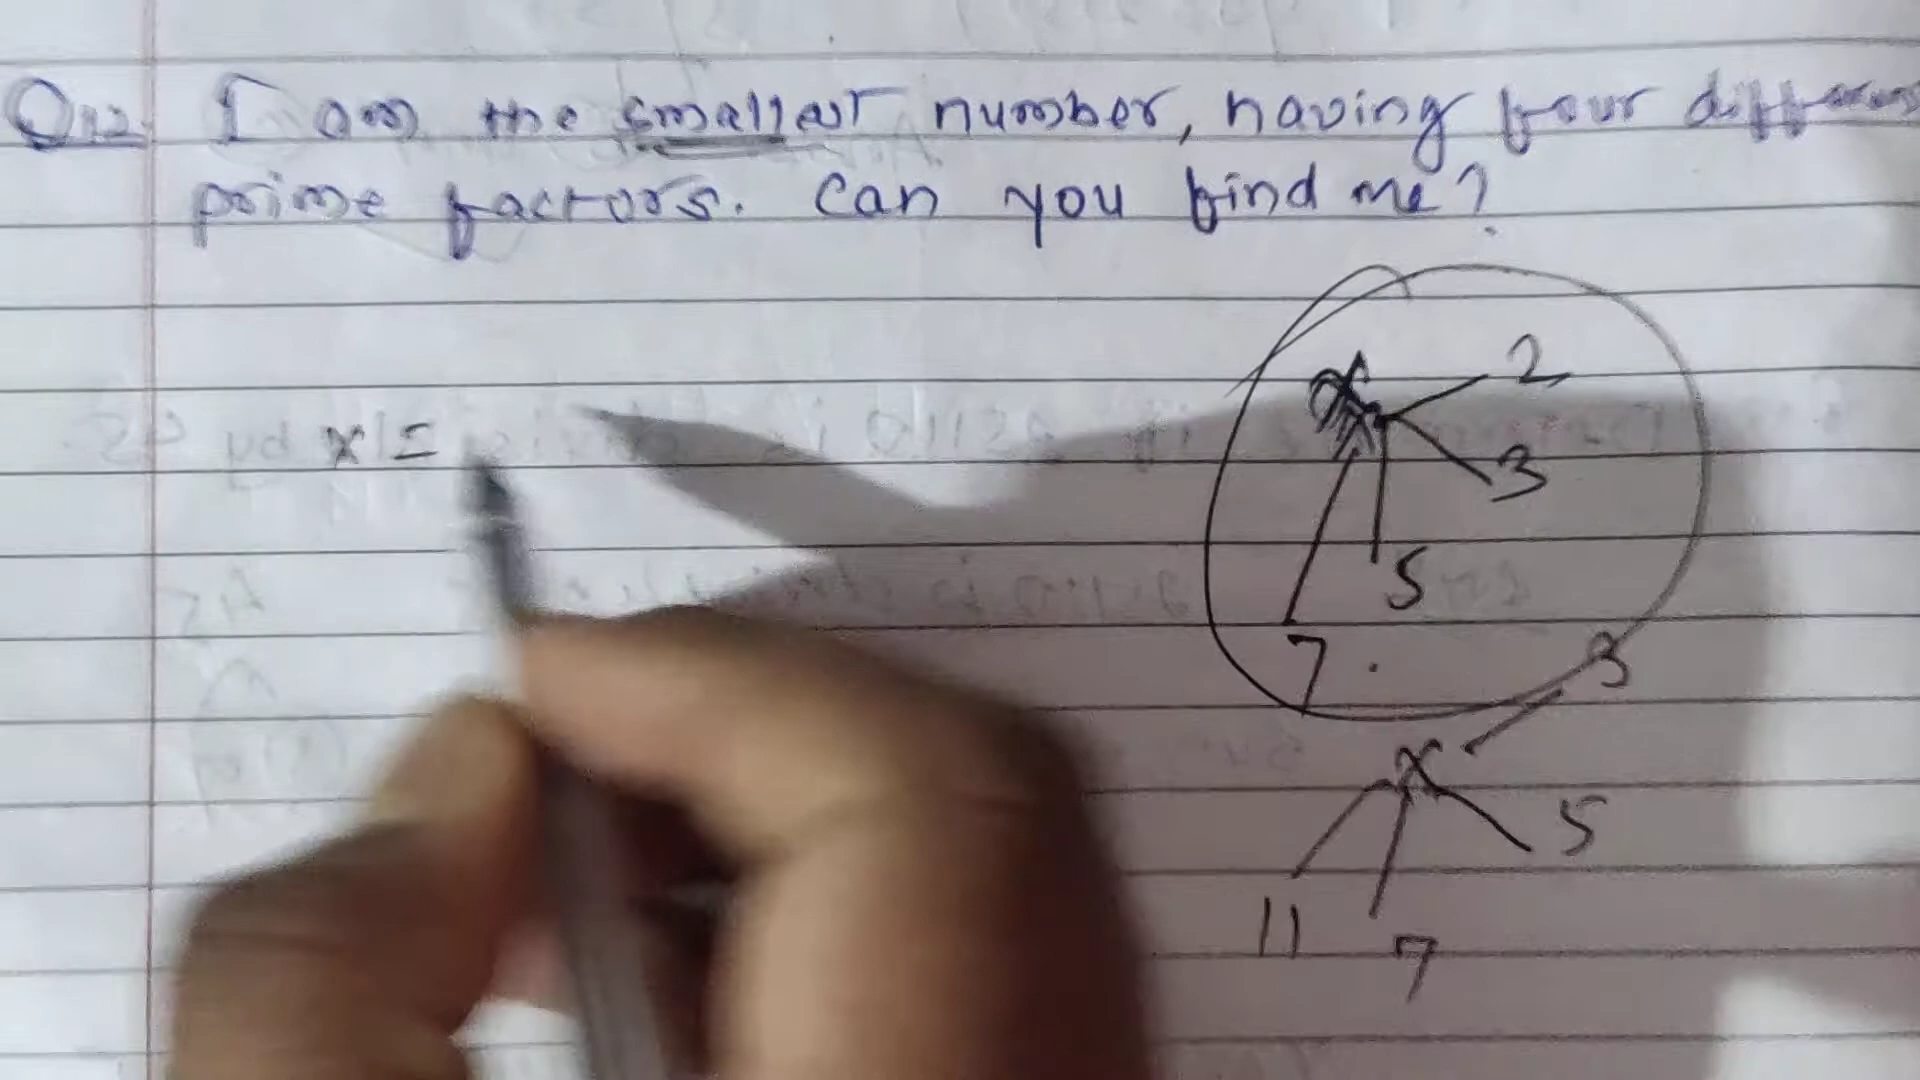 Q12. I am the smallest number, having four different
prime factors. Can you find me?
x 2
x =
3
5
7 .
3
x
5
11 7